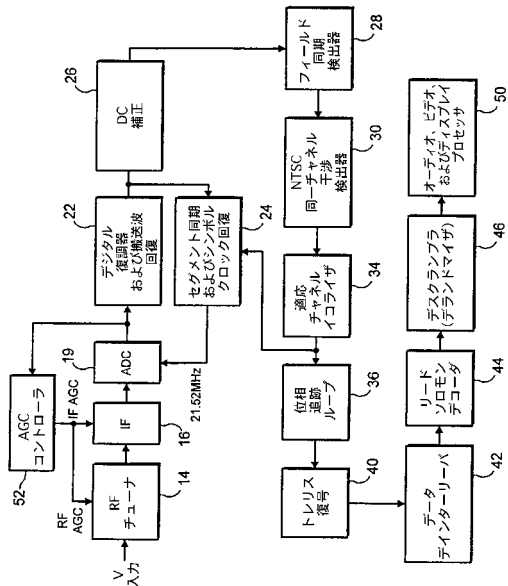 V
入力
RF
チューナ
14
RF
AGC
IF AGC
AGC
コントローラ
52
IF
16
ADC
19
21.52MHz
デジタル
復調器
および搬送波
回復
22
セグメント同期
およびシンボル
クロック回復
24
DC
補正
26
フィールド
同期
検出器
28
NTSC
同一チャネル
干渉
検出器
30
適応
チャネル
イコライザ
34
位相
追跡
ループ
36
トレリス
復号
40
データ
デインターリーバ
42
リード
ソロモン
デコーダ
44
デスクランブラ
(デランドマイザ)
46
オーディオ、ビデオ、
およびディスプレイ
プロセッサ
50